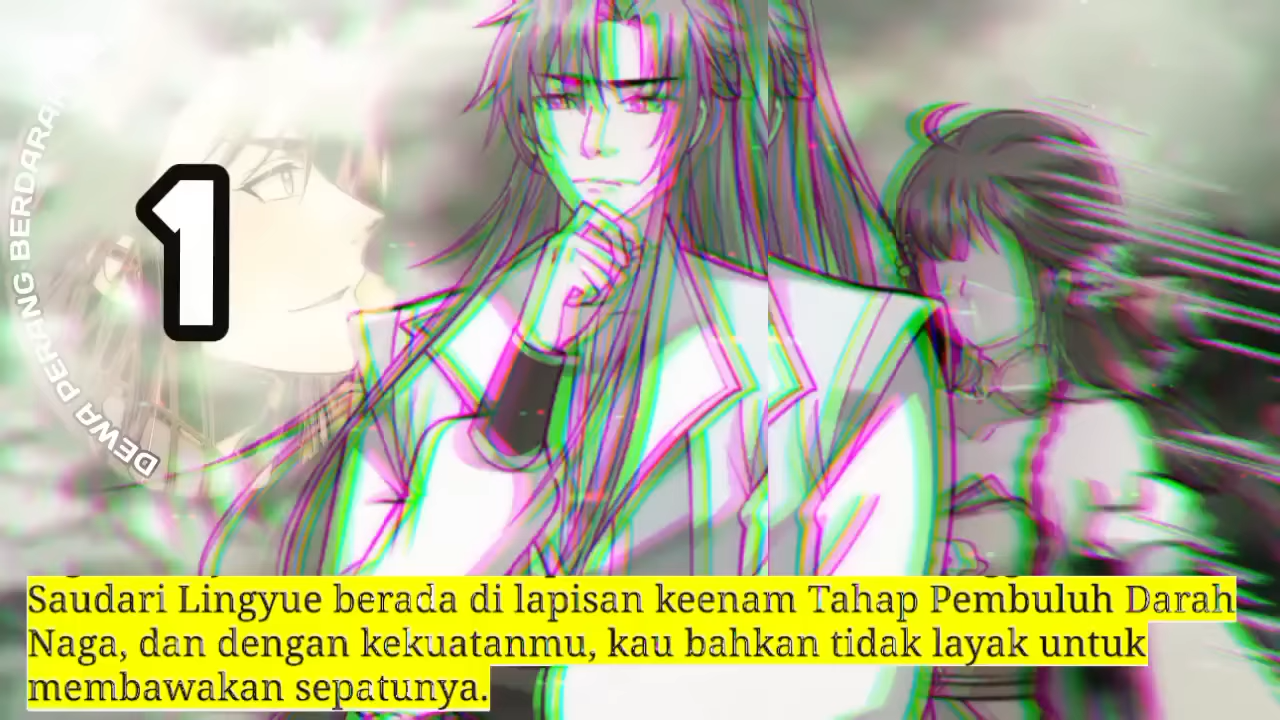 DEWA PERANG BERDARAH
1
Saudari Lingyue berada di lapisan keenam Tahap Pembuluh Darah
Naga, dan dengan kekuatanmu, kau bahkan tidak layak untuk
membawakan sepatunya.